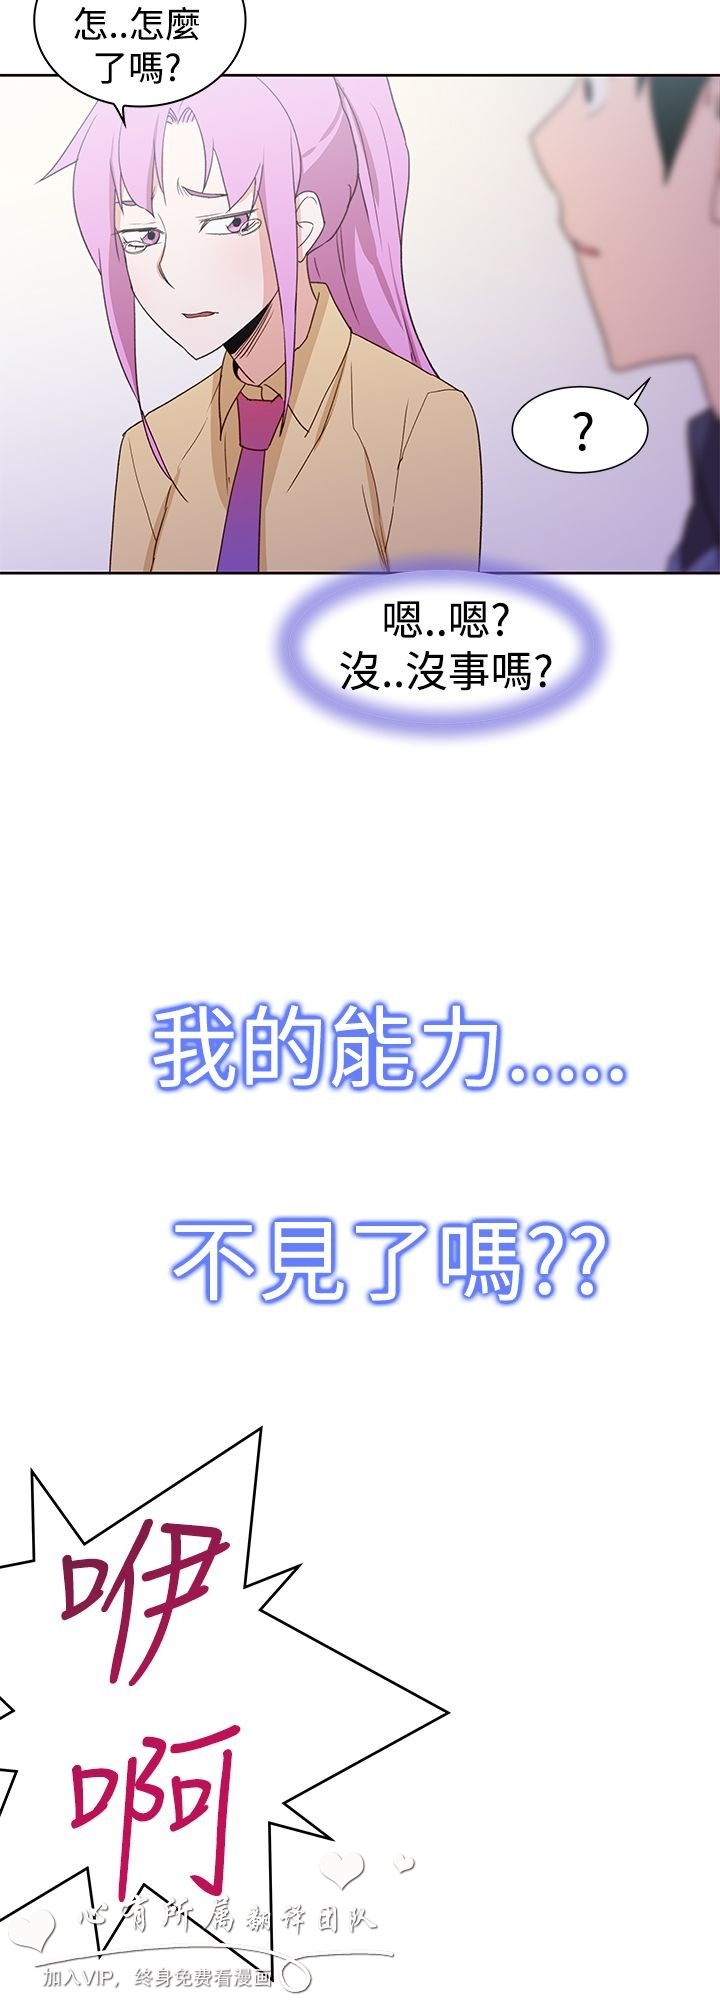 怎..怎麼
了嗎?
?
嗯..嗯?
沒..沒事嗎?
我的能力.....
不見了嗎??
咿
啊
心有所属翻译团队
加入VIP，终身免费看漫画